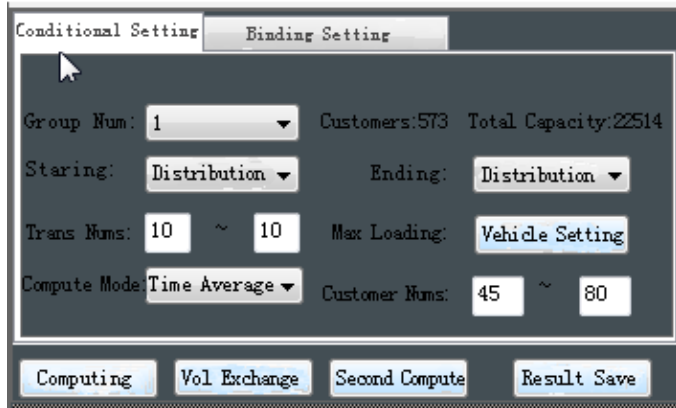 Conditional Setting Binding Setting
Group Num: 1 Customers:573 Total Capacity:22514
Staring: Distribution Ending: Distribution
Trans Nums: 10 ~ 10 Max Loading: Vehicle Setting
Compute Mode: Time Average Customer Nums: 45 ~ 80
Computing Vol Exchange Second Compute Result Save